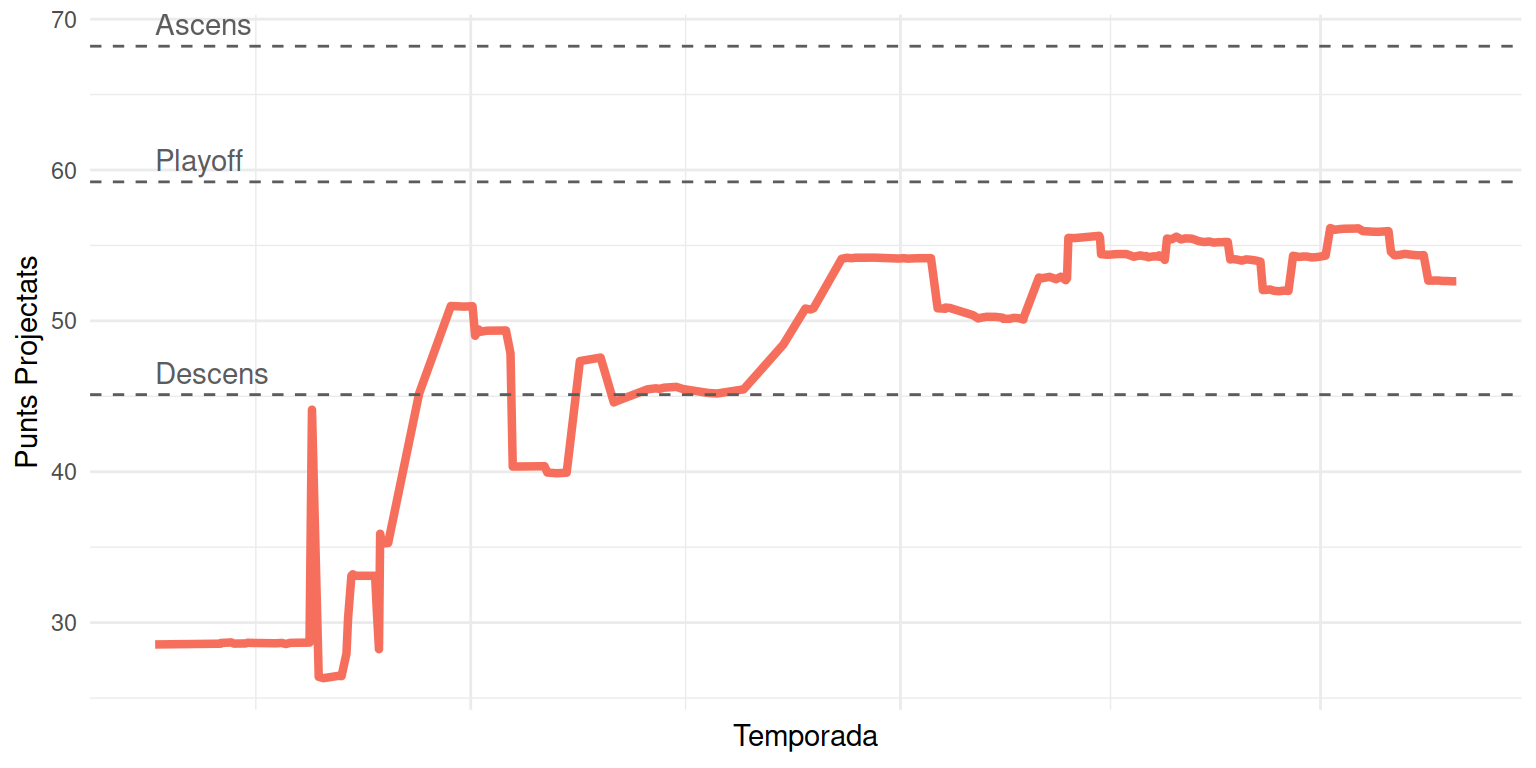 70
Ascens
Playoff
60
50
Descens
40
30
Punts Projectats
Temporada